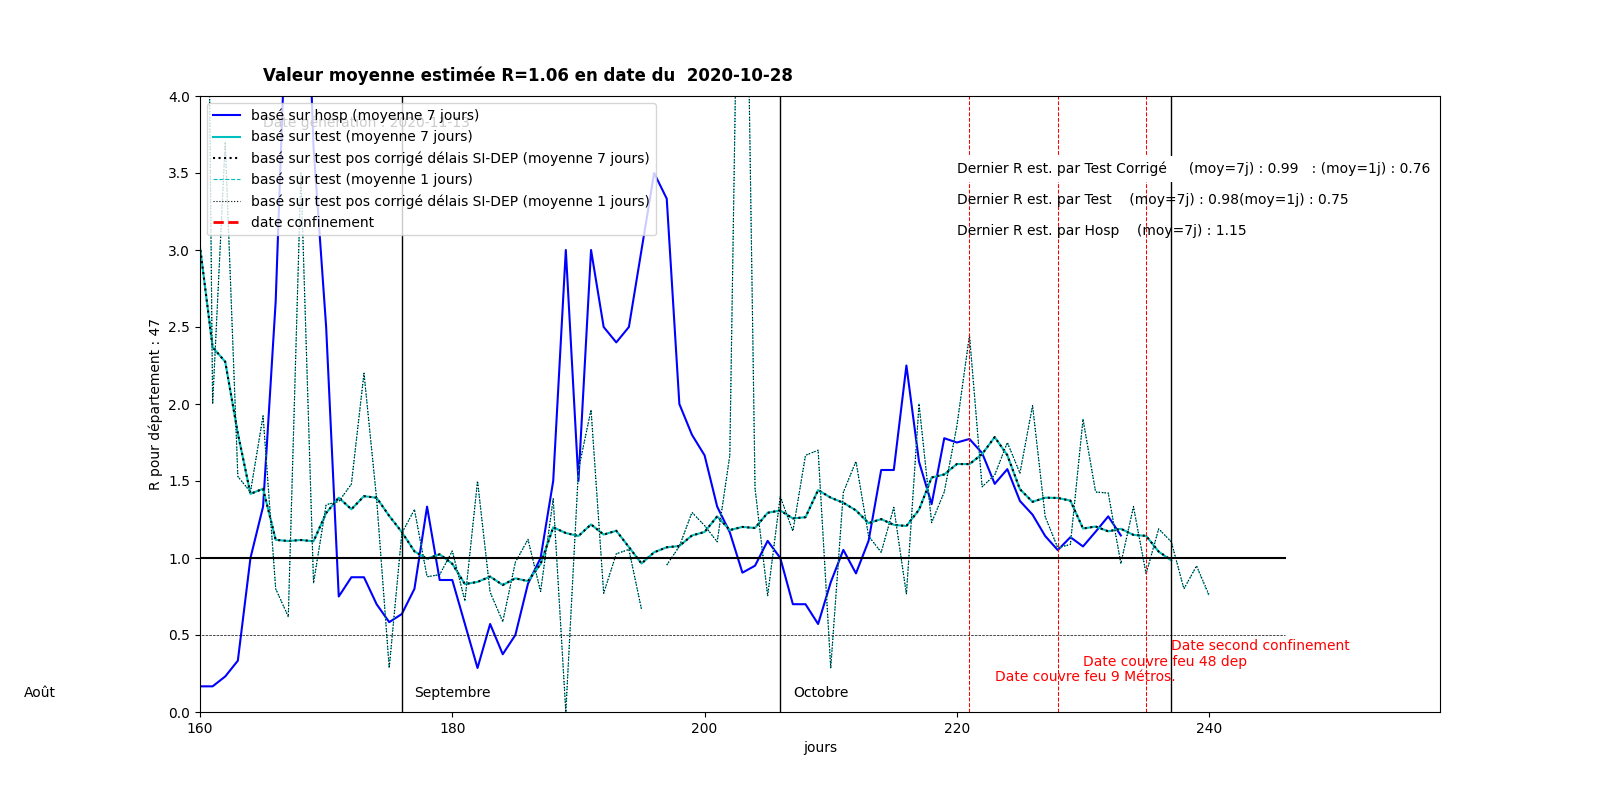 Valeur moyenne estimée R=1.06 en date du  2020-10-28
Date génération : 2020-11-13
basé sur hosp (moyenne 7 jours)
basé sur test (moyenne 7 jours)
basé sur test pos corrigé délais SI-DEP (moyenne 7 jours)
basé sur test (moyenne 1 jours)
basé sur test pos corrigé délais SI-DEP (moyenne 1 jours)
date confinement
Dernier R est. par Test Corrigé     (moy=7j) : 0.99   : (moy=1j) : 0.76
Dernier R est. par Test    (moy=7j) : 0.98(moy=1j) : 0.75
Dernier R est. par Hosp    (moy=7j) : 1.15
R pour département : 47
4.0
3.5
3.0
2.5
2.0
1.5
1.0
0.5
0.0
Date second confinement
Date couvre feu 48 dep
Date couvre feu 9 Métros.
Août
Septembre
Octobre
160
180
200
220
240
jours